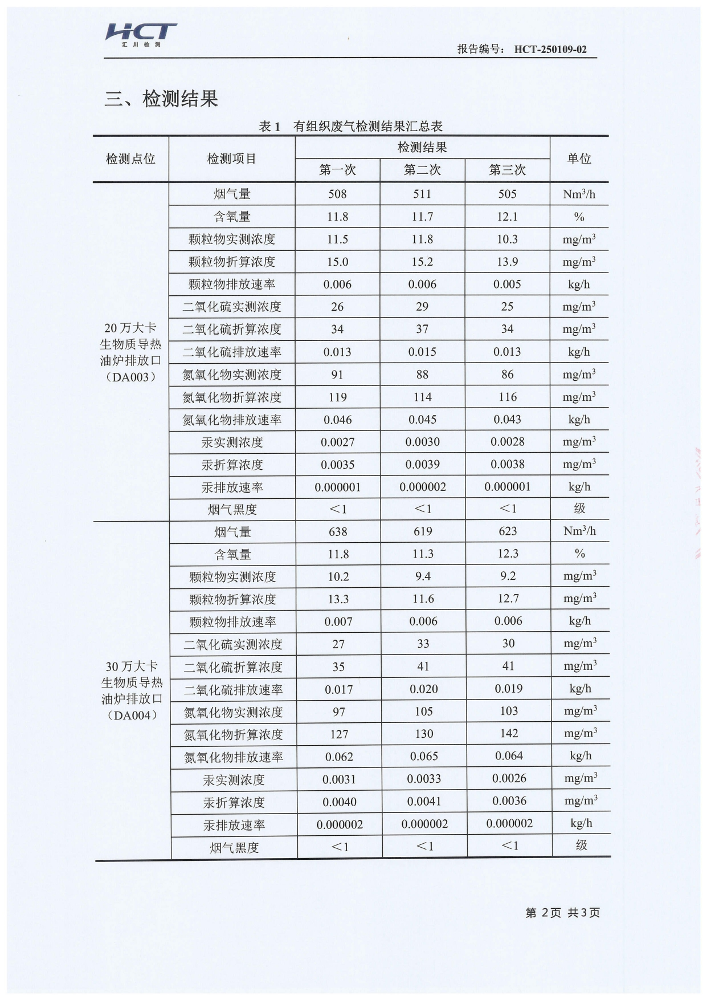 HCT
汇川检测
报告编号： HCT-250109-02
三、检测结果
表 1 有组织废气检测结果汇总表
检测点位 检测项目 检测结果 单位
第一次 第二次 第三次
20 万大卡
生物质导热
油炉排放口
（DA003）
烟气量 508 511 505 Nm³/h
含氧量 11.8 11.7 12.1 %
颗粒物实测浓度 11.5 11.8 10.3 mg/m³
颗粒物折算浓度 15.0 15.2 13.9 mg/m³
颗粒物排放速率 0.006 0.006 0.005 kg/h
二氧化硫实测浓度 26 29 25 mg/m³
二氧化硫折算浓度 34 37 34 mg/m³
二氧化硫排放速率 0.013 0.015 0.013 kg/h
氮氧化物实测浓度 91 88 86 mg/m³
氮氧化物折算浓度 119 114 116 mg/m³
氮氧化物排放速率 0.046 0.045 0.043 kg/h
汞实测浓度 0.0027 0.0030 0.0028 mg/m³
汞折算浓度 0.0035 0.0039 0.0038 mg/m³
汞排放速率 0.000001 0.000002 0.000001 kg/h
烟气黑度 ＜1 ＜1 ＜1 级
30 万大卡
生物质导热
油炉排放口
（DA004）
烟气量 638 619 623 Nm³/h
含氧量 11.8 11.3 12.3 %
颗粒物实测浓度 10.2 9.4 9.2 mg/m³
颗粒物折算浓度 13.3 11.6 12.7 mg/m³
颗粒物排放速率 0.007 0.006 0.006 kg/h
二氧化硫实测浓度 27 33 30 mg/m³
二氧化硫折算浓度 35 41 41 mg/m³
二氧化硫排放速率 0.017 0.020 0.019 kg/h
氮氧化物实测浓度 97 105 103 mg/m³
氮氧化物折算浓度 127 130 142 mg/m³
氮氧化物排放速率 0.062 0.065 0.064 kg/h
汞实测浓度 0.0031 0.0033 0.0026 mg/m³
汞折算浓度 0.0040 0.0041 0.0036 mg/m³
汞排放速率 0.000002 0.000002 0.000002 kg/h
烟气黑度 ＜1 ＜1 ＜1 级
第 2页 共3页